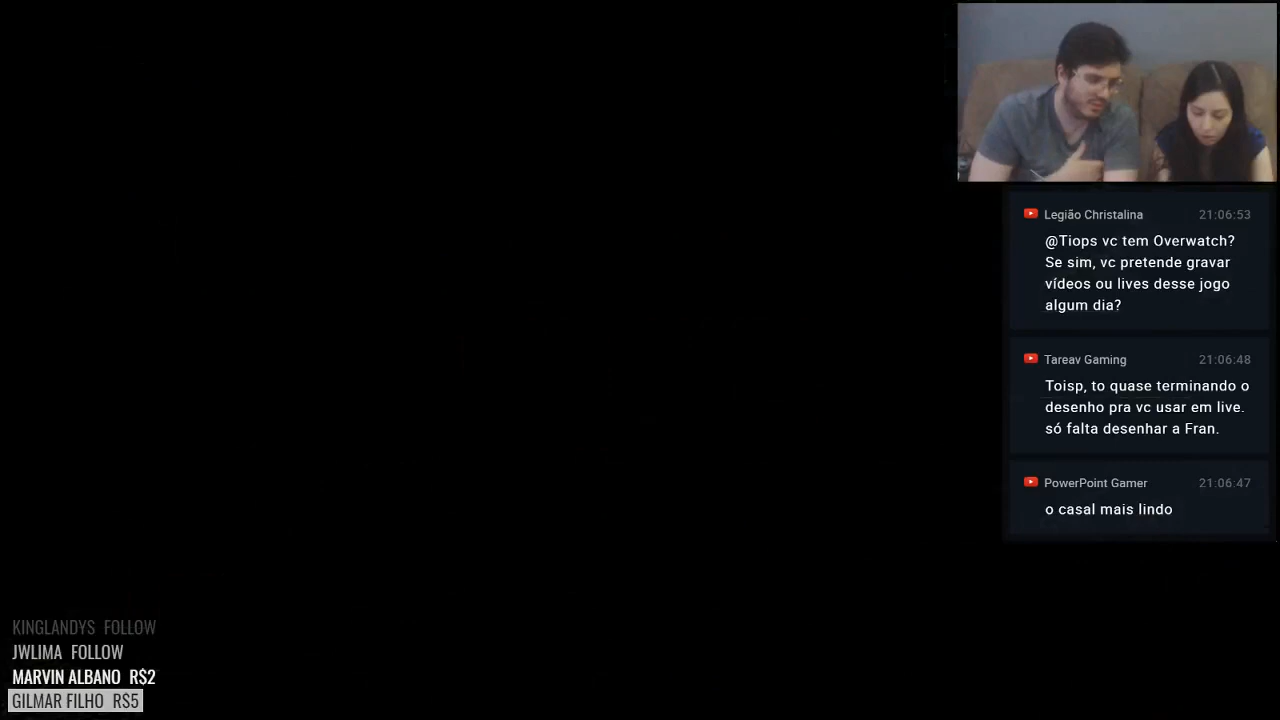 Legião Christalina 21:06:53
@Tiops vc tem Overwatch?
Se sim, vc pretende gravar
vídeos ou lives desse jogo
algum dia?
Tareav Gaming 21:06:48
Toisp, to quase terminando o
desenho pra vc usar em live.
só falta desenhar a Fran.
PowerPoint Gamer 21:06:47
o casal mais lindo
KINGLANDYS FOLLOW
JWLIMA FOLLOW
MARVIN ALBANO R$2
GILMAR FILHO R$5